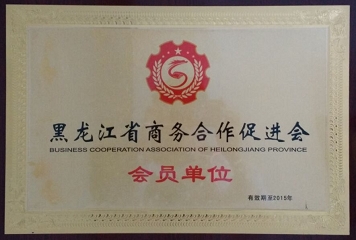 黑龙江省商务合作促进会
BUSINESS COOPERATION ASSOCIATION OF HEILONGJIANG PROVINCE
会员单位
有效期至2015年